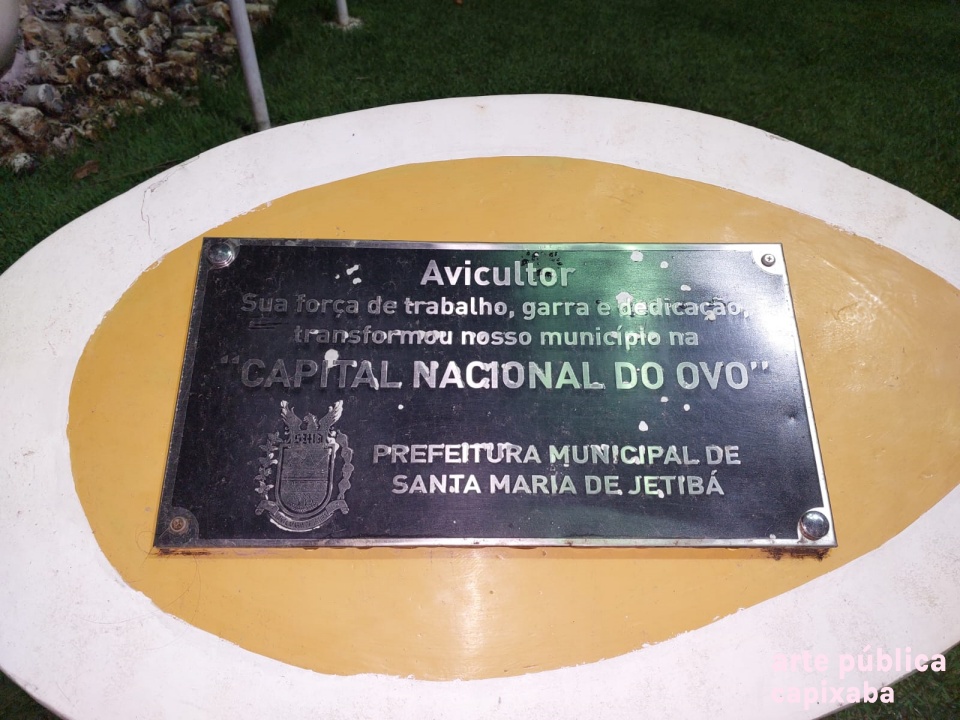 Avicultor
Sua força de trabalho, garra e dedicação,
transformou nosso município na
"CAPITAL NACIONAL DO OVO"
PREFEITURA MUNICIPAL DE
SANTA MARIA DE JETIBÁ
arte pública
capixaba